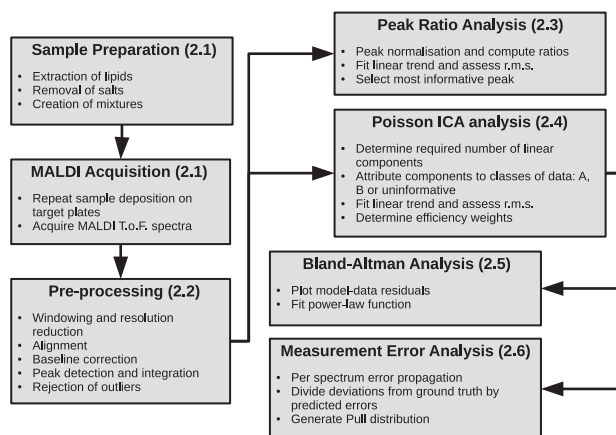 Sample Preparation (2.1)
• Extraction of lipids
• Removal of salts
• Creation of mixtures
MALDI Acquisition (2.1)
• Repeat sample deposition on
target plates
• Acquire MALDI T.o.F. spectra
Pre-processing (2.2)
• Windowing and resolution
reduction
• Alignment
• Baseline correction
• Peak detection and integration
• Rejection of outliers
Peak Ratio Analysis (2.3)
• Peak normalisation and compute ratios
• Fit linear trend and assess r.m.s.
• Select most informative peak
Poisson ICA analysis (2.4)
• Determine required number of linear
components
• Attribute components to classes of data: A,
B or uninformative
• Fit linear trend and assess r.m.s.
• Determine efficiency weights
Bland-Altman Analysis (2.5)
• Plot model-data residuals
• Fit power-law function
Measurement Error Analysis (2.6)
• Per spectrum error propagation
• Divide deviations from ground truth by
predicted errors
• Generate Pull distribution